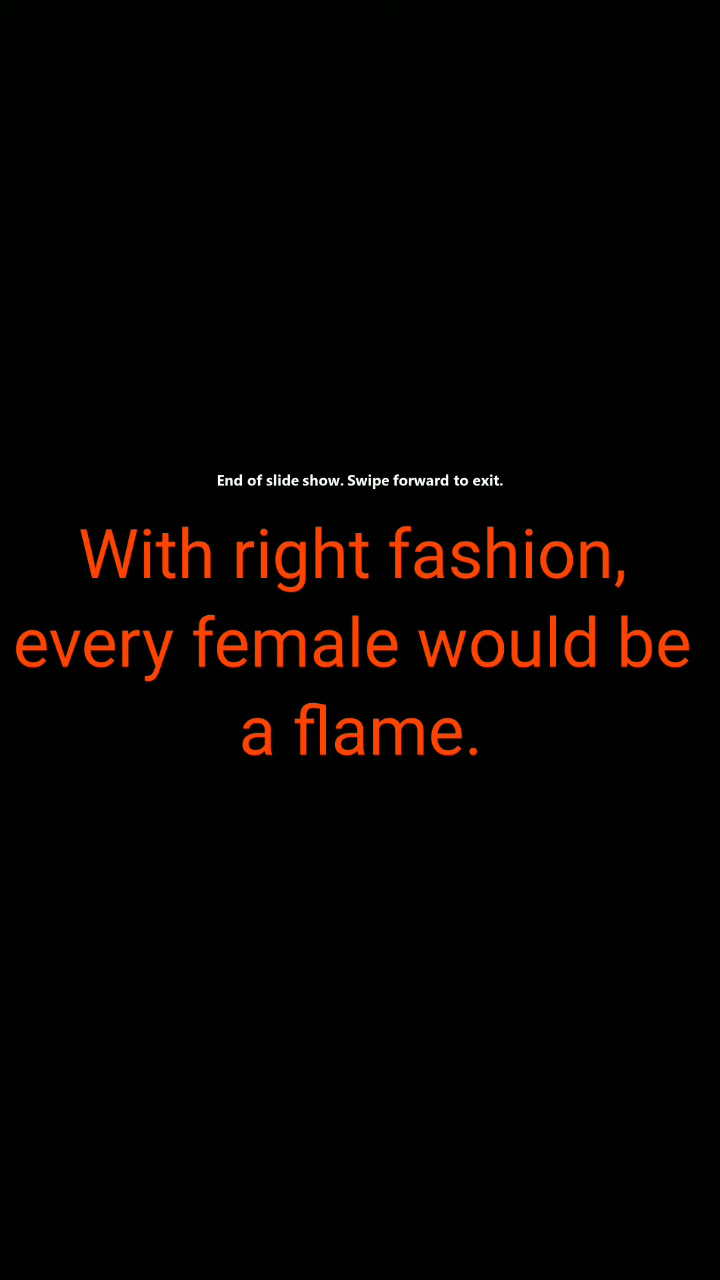 End of slide show. Swipe forward to exit.
With right fashion,
every female would be
a flame.